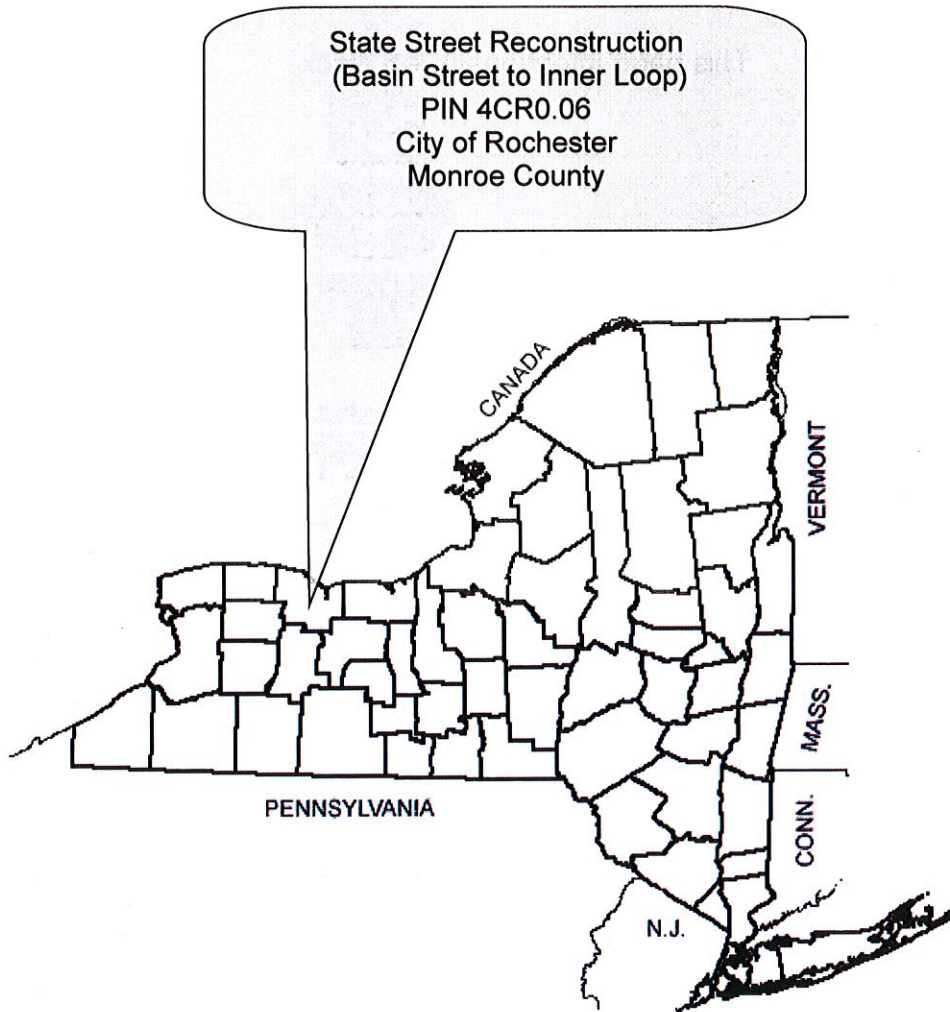 State Street Reconstruction
(Basin Street to Inner Loop)
PIN 4CR0.06
City of Rochester
Monroe County
CANADA
VERMONT
MASS.
CONN.
PENNSYLVANIA
N.J.